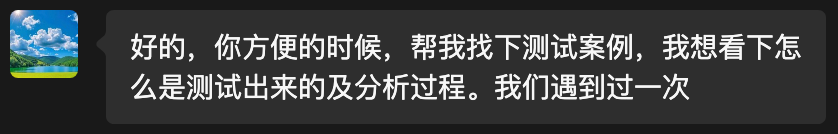 好的，你方便的时候，帮我找下测试案例，我想看下怎
么是测试出来的及分析过程。我们遇到过一次